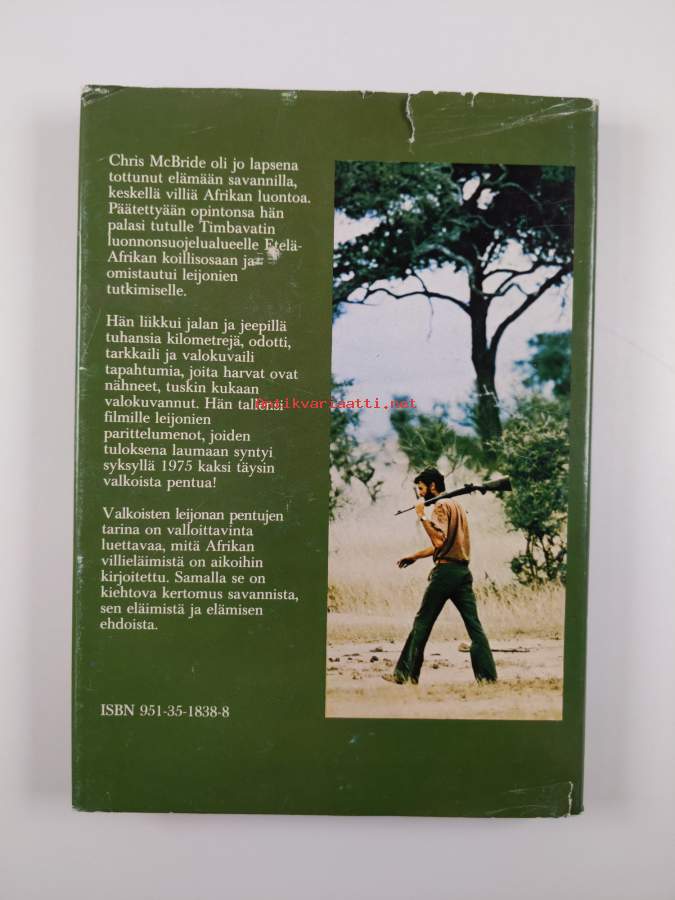 Chris McBride oli jo lapsena
tottunut elämään savannilla,
keskellä villiä Afrikan luontoa.
Päätettyään opintonsa hän
palasi tutulle Timbavatin
luonnonsuojelualueelle Etelä-
Afrikan koillisosaan ja
omistautui leijonien
tutkimiselle.
Hän liikkui jalan ja jeepillä
tuhansia kilometrejä, odotti,
tarkkaili ja valokuvaili
tapahtumia, joita harvat ovat
nähneet, tuskin kukaan
valokuvannut. Hän tallensi
Antikvariaatti.net
filmille leijonien
parittelumenot, joiden
tuloksena laumaan syntyi
syksyllä 1975 kaksi täysin
valkoista pentua!
Valkoisten leijonan pentujen
tarina on valloittavinta
luettavaa, mitä Afrikan
villieläimistä on aikoihin
kirjoitettu. Samalla se on
kiehtova kertomus savannista,
sen eläimistä ja elämisen
ehdoista.
ISBN 951-35-1838-8